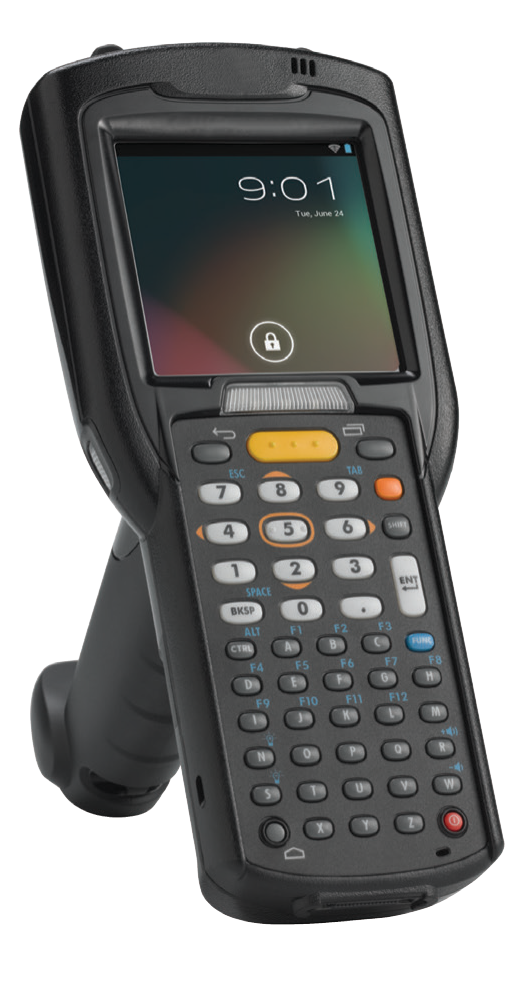 9:01
Tue, June 24
ESC TAB
7 8 9
4 5 6 SHIFT
1 2 3
ENT
SPACE
BKSP 0 .
ALT F1 F2 F3
CTRL A B C FUNC
F4 F5 F6 F7 F8
D E F G H
F9 F10 F11 F12
I J K L M
N O P Q R
S T U V W
X Y Z